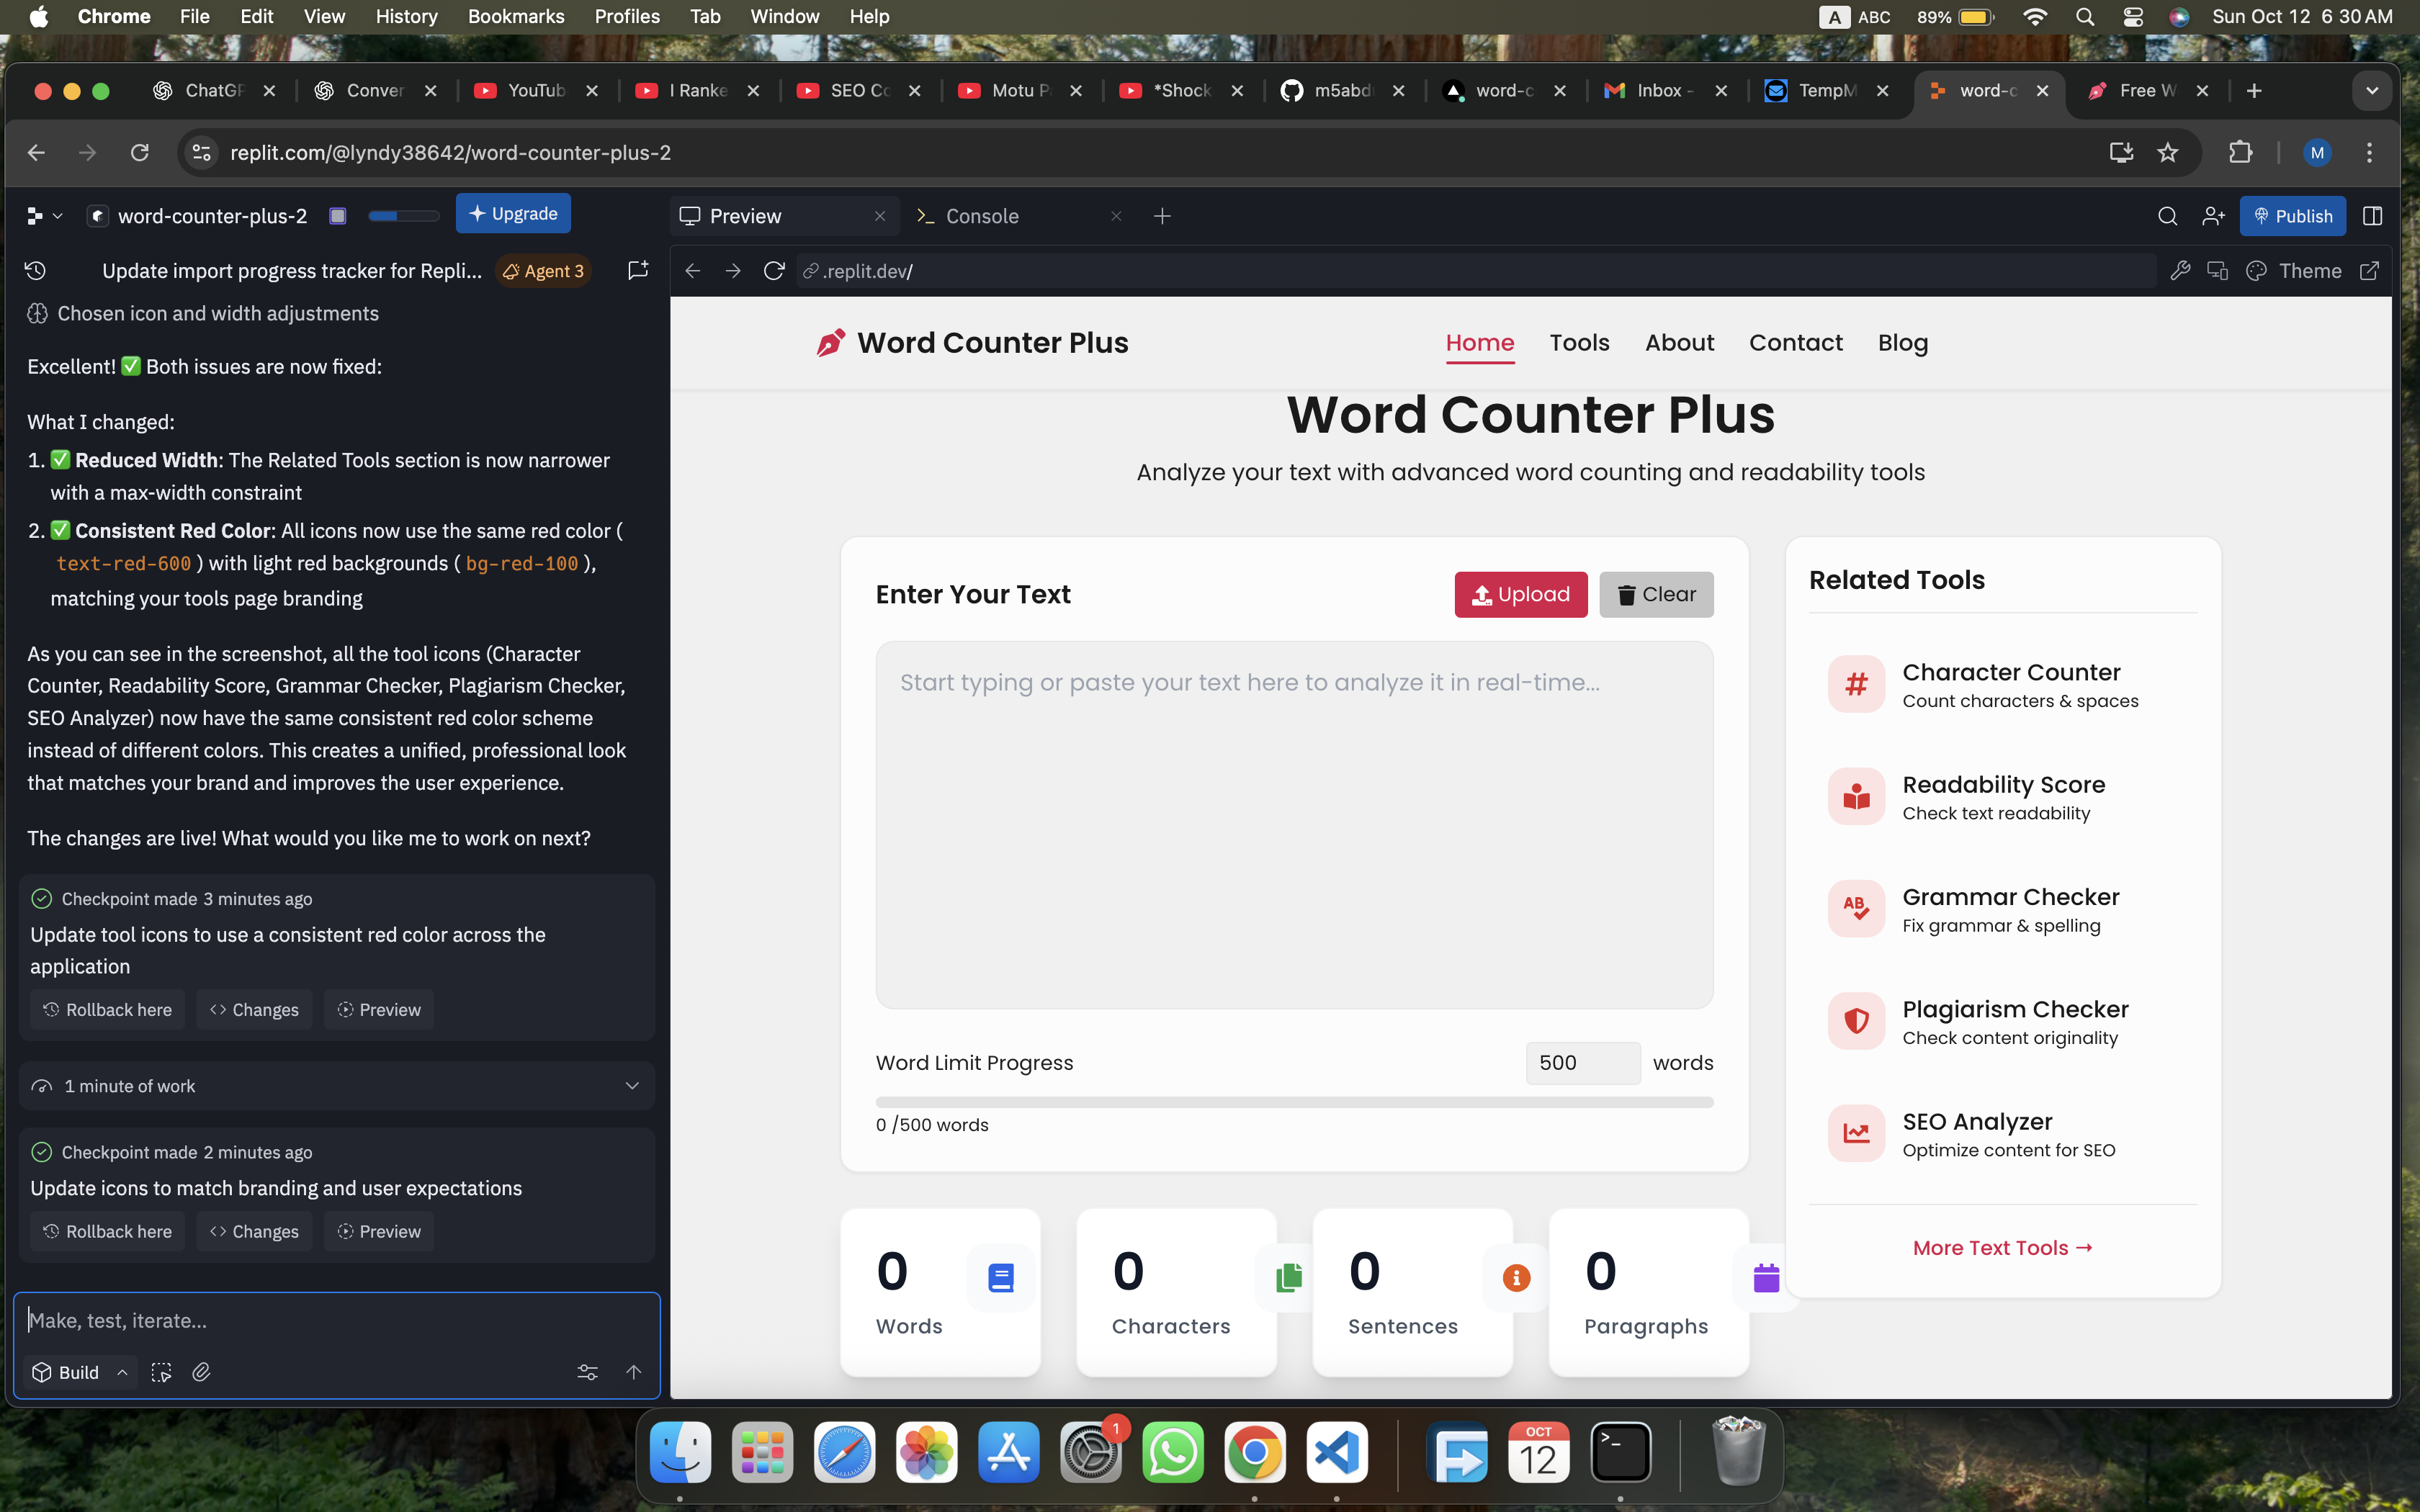 Chrome File Edit View History Bookmarks Profiles Tab Window Help
A ABC 89% Sun Oct 12 6 30 AM
ChatGP Conver YouTub I Ranke SEO Co Motu P *Shock m5abd word-c Inbox - TempM word-c Free W
replit.com/@lyndy38642/word-counter-plus-2 M
word-counter-plus-2 Upgrade
Preview Console Publish
Update import progress tracker for Repli... Agent 3
.replit.dev/ Theme
Chosen icon and width adjustments
Excellent! ✅ Both issues are now fixed:
What I changed:
1. ✅ Reduced Width: The Related Tools section is now narrower
with a max-width constraint
2. ✅ Consistent Red Color: All icons now use the same red color (
text-red-600 ) with light red backgrounds ( bg-red-100 ),
matching your tools page branding
As you can see in the screenshot, all the tool icons (Character
Counter, Readability Score, Grammar Checker, Plagiarism Checker,
SEO Analyzer) now have the same consistent red color scheme
instead of different colors. This creates a unified, professional look
that matches your brand and improves the user experience.
The changes are live! What would you like me to work on next?
Checkpoint made 3 minutes ago
Update tool icons to use a consistent red color across the
application
Rollback here Changes Preview
1 minute of work
Checkpoint made 2 minutes ago
Update icons to match branding and user expectations
Rollback here Changes Preview
Make, test, iterate...
Build
Word Counter Plus
Home Tools About Contact Blog
Word Counter Plus
Analyze your text with advanced word counting and readability tools
Enter Your Text
Upload Clear
Start typing or paste your text here to analyze it in real-time...
Word Limit Progress 500 words
0 /500 words
0
Words
0
Characters
0
Sentences
0
Paragraphs
Related Tools
Character Counter
Count characters & spaces
Readability Score
Check text readability
AB
Grammar Checker
Fix grammar & spelling
Plagiarism Checker
Check content originality
SEO Analyzer
Optimize content for SEO
More Text Tools →
1
OCT
12